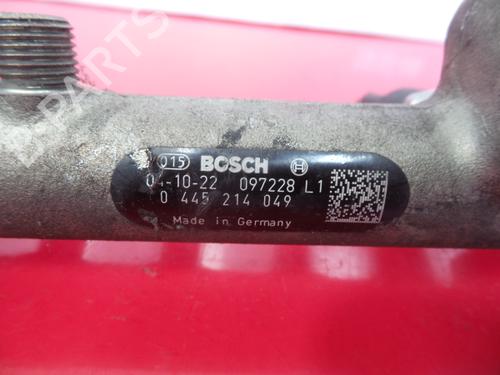 B-PARTS
015 BOSCH
04-10-22 097228 L1
0 445 214 049
Made in Germany